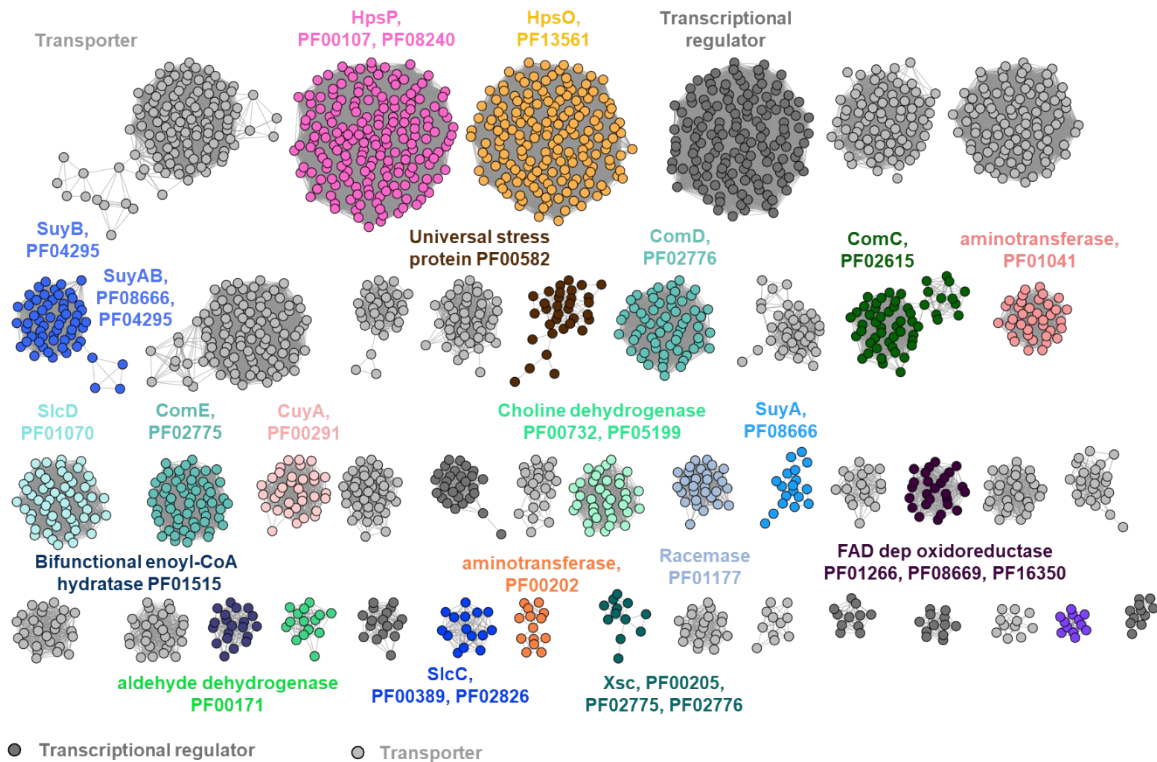 Transporter
HpsP,
PF00107, PF08240
HpsO,
PF13561
Transcriptional
regulator
SuyB,
PF04295
SuyAB,
PF08666,
PF04295
Universal stress
protein PF00582
ComD,
PF02776
ComC,
PF02615
aminotransferase,
PF01041
SlcD
PF01070
ComE,
PF02775
CuyA,
PF00291
Choline dehydrogenase
PF00732, PF05199
SuyA,
PF08666
Bifunctional enoyl-CoA
hydratase PF01515
aminotransferase,
PF00202
Racemase
PF01177
FAD dep oxidoreductase
PF01266, PF08669, PF16350
aldehyde dehydrogenase
PF00171
SlcC,
PF00389, PF02826
Xsc, PF00205,
PF02775, PF02776
Transcriptional regulator
Transporter